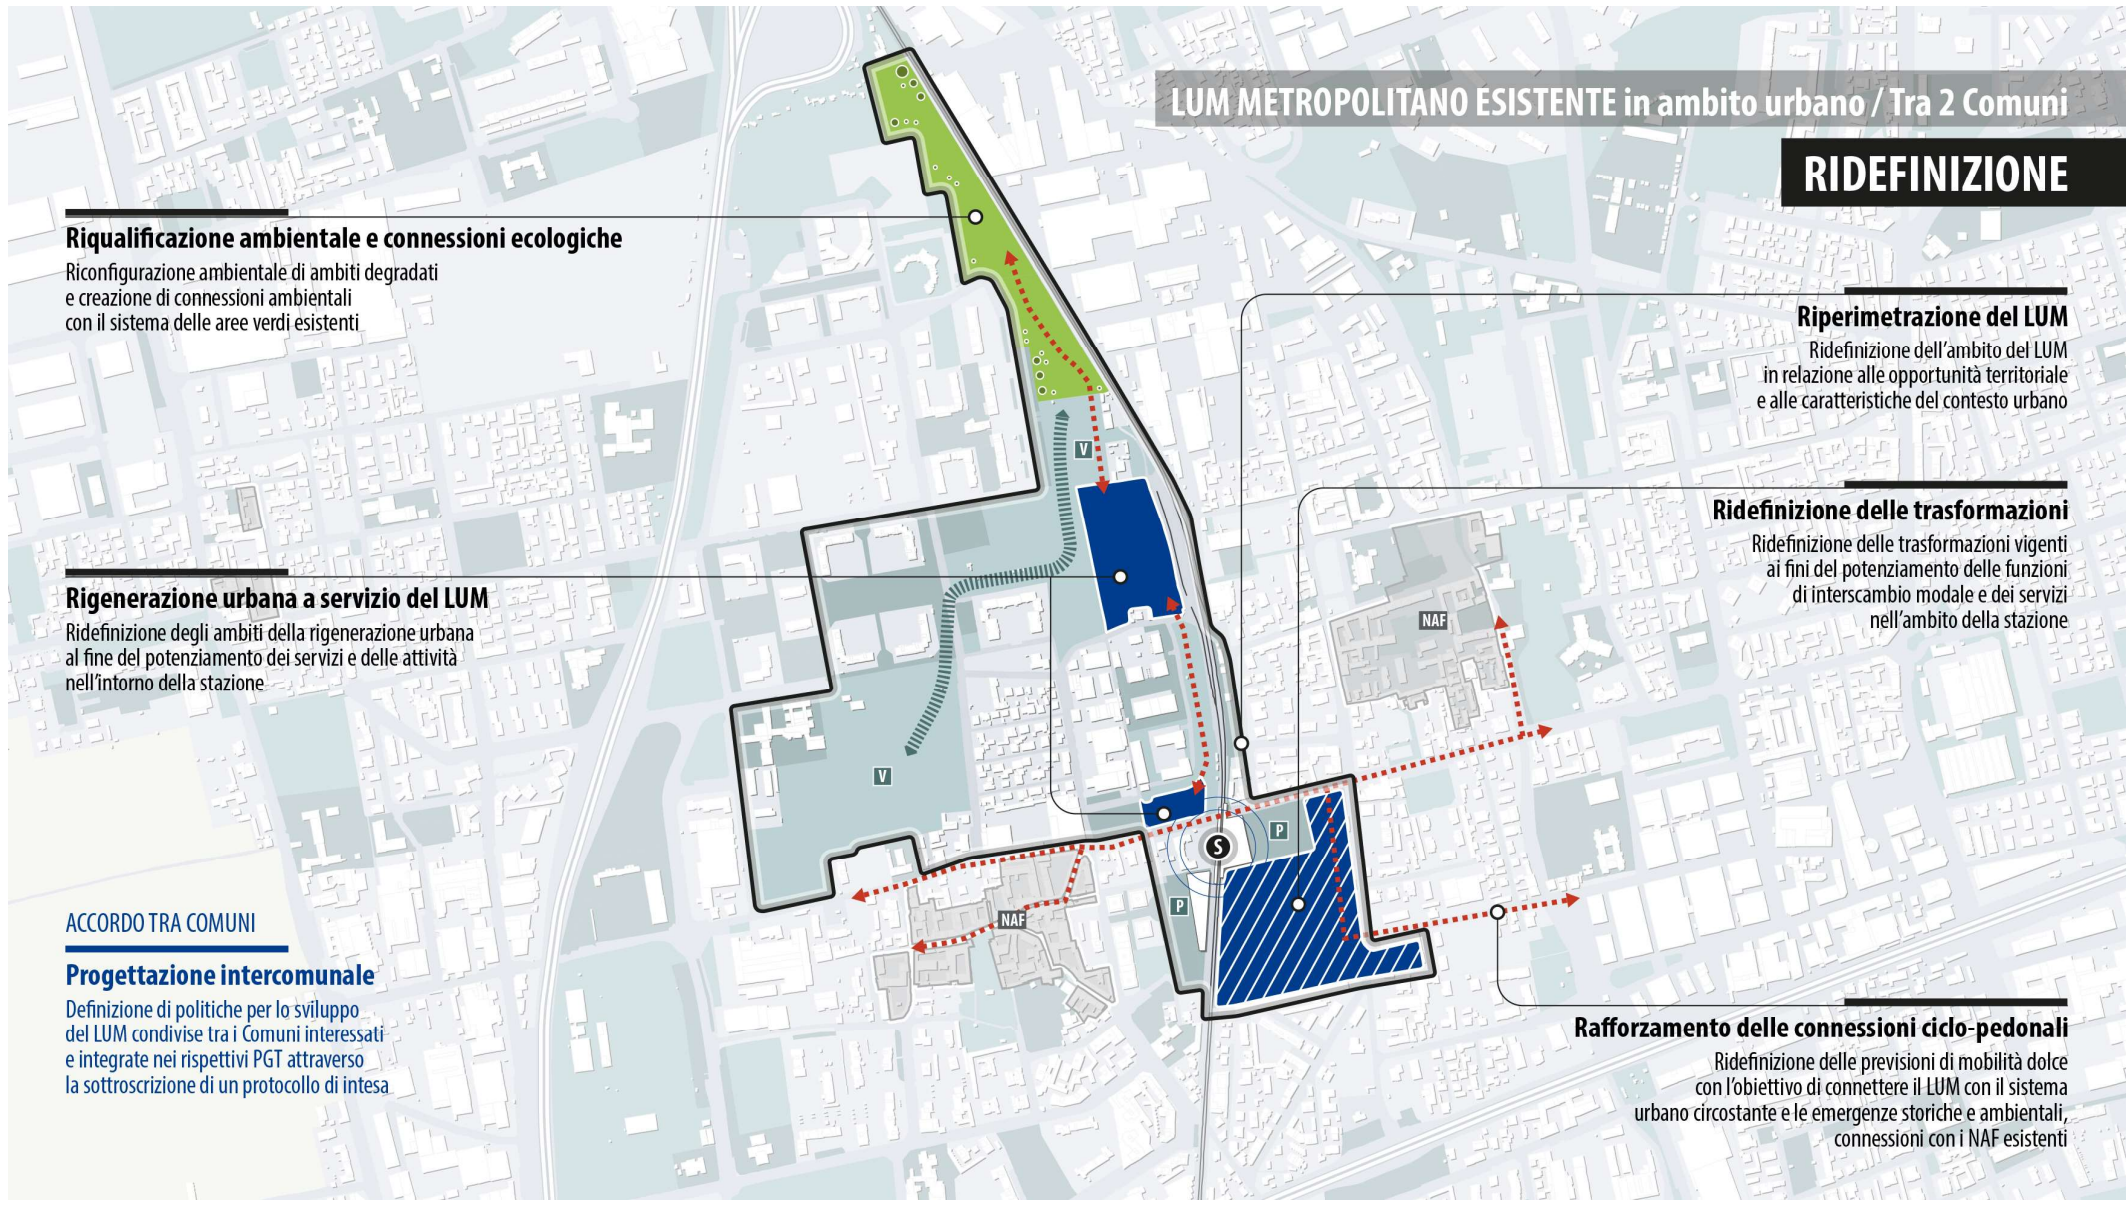 LUM METROPOLITANO ESISTENTE in ambito urbano / Tra 2 Comuni
RIDEFINIZIONE
Riqualificazione ambientale e connessioni ecologiche
Riconfigurazione ambientale di ambiti degradati
e creazione di connessioni ambientali
con il sistema delle aree verdi esistenti
Riperimetrazione del LUM
Ridefinizione dell'ambito del LUM
in relazione alle opportunità territoriale
e alle caratteristiche del contesto urbano
V
Ridefinizione delle trasformazioni
Ridefinizione delle trasformazioni vigenti
ai fini del potenziamento delle funzioni
di interscambio modale e dei servizi
nell'ambito della stazione
NAF
Rigenerazione urbana a servizio del LUM
Ridefinizione degli ambiti della rigenerazione urbana
al fine del potenziamento dei servizi e delle attività
nell'intorno della stazione
V
P
S
P
NAF
ACCORDO TRA COMUNI
Progettazione intercomunale
Definizione di politiche per lo sviluppo
del LUM condivise tra i Comuni interessati
e integrate nei rispettivi PGT attraverso
la sottroscrizione di un protocollo di intesa
Rafforzamento delle connessioni ciclo-pedonali
Ridefinizione delle previsioni di mobilità dolce
con l'obiettivo di connettere il LUM con il sistema
urbano circostante e le emergenze storiche e ambientali,
connessioni con i NAF esistenti